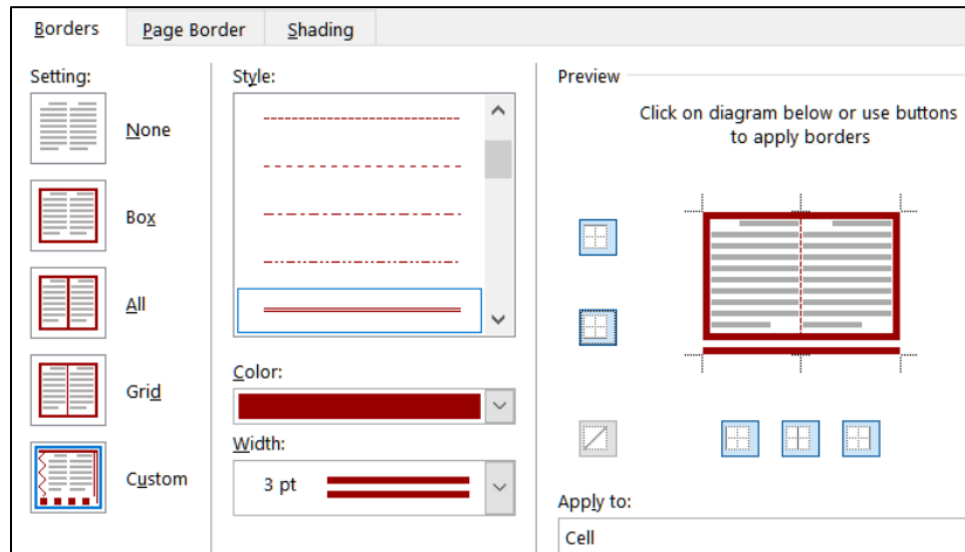 Borders
Page Border
Shading
Setting:
None
Box
All
Grid
Custom
Style:
Color:
Width:
3 pt
Preview
Click on diagram below or use buttons
to apply borders
Apply to:
Cell